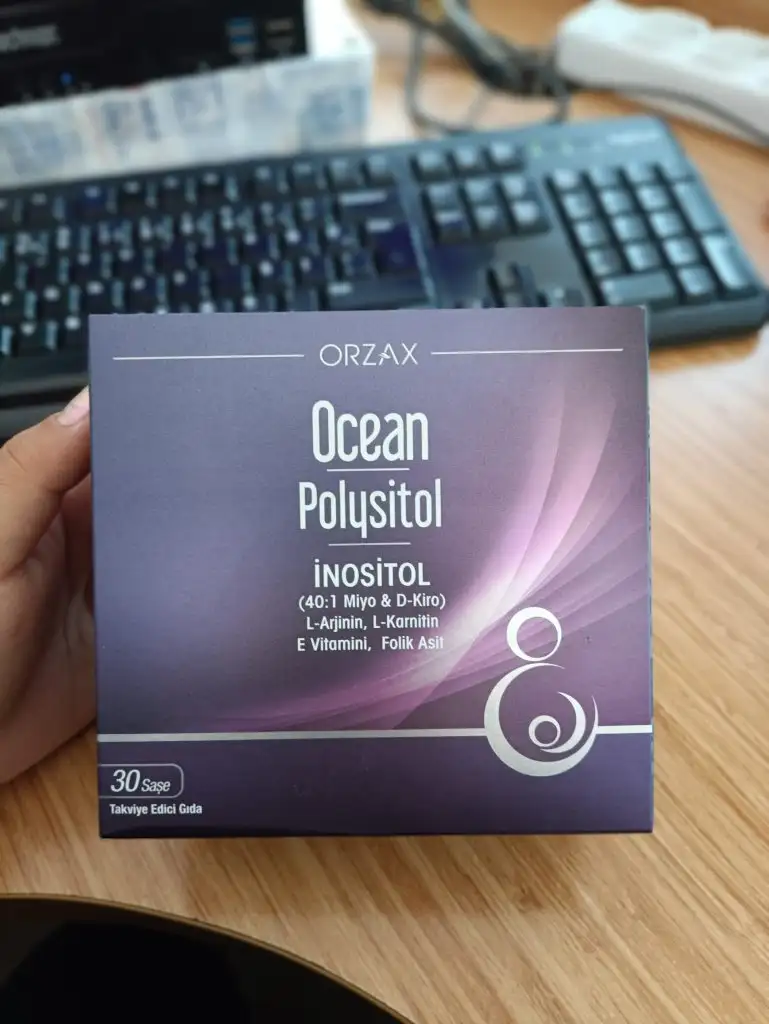 ORZAX
Ocean
Polysitol
İNOSİTOL
(40:1 Miyo & D-Kiro)
L-Arjinin, L-Karnitin
E Vitamini, Folik Asit
30 Saşe
Takviye Edici Gıda